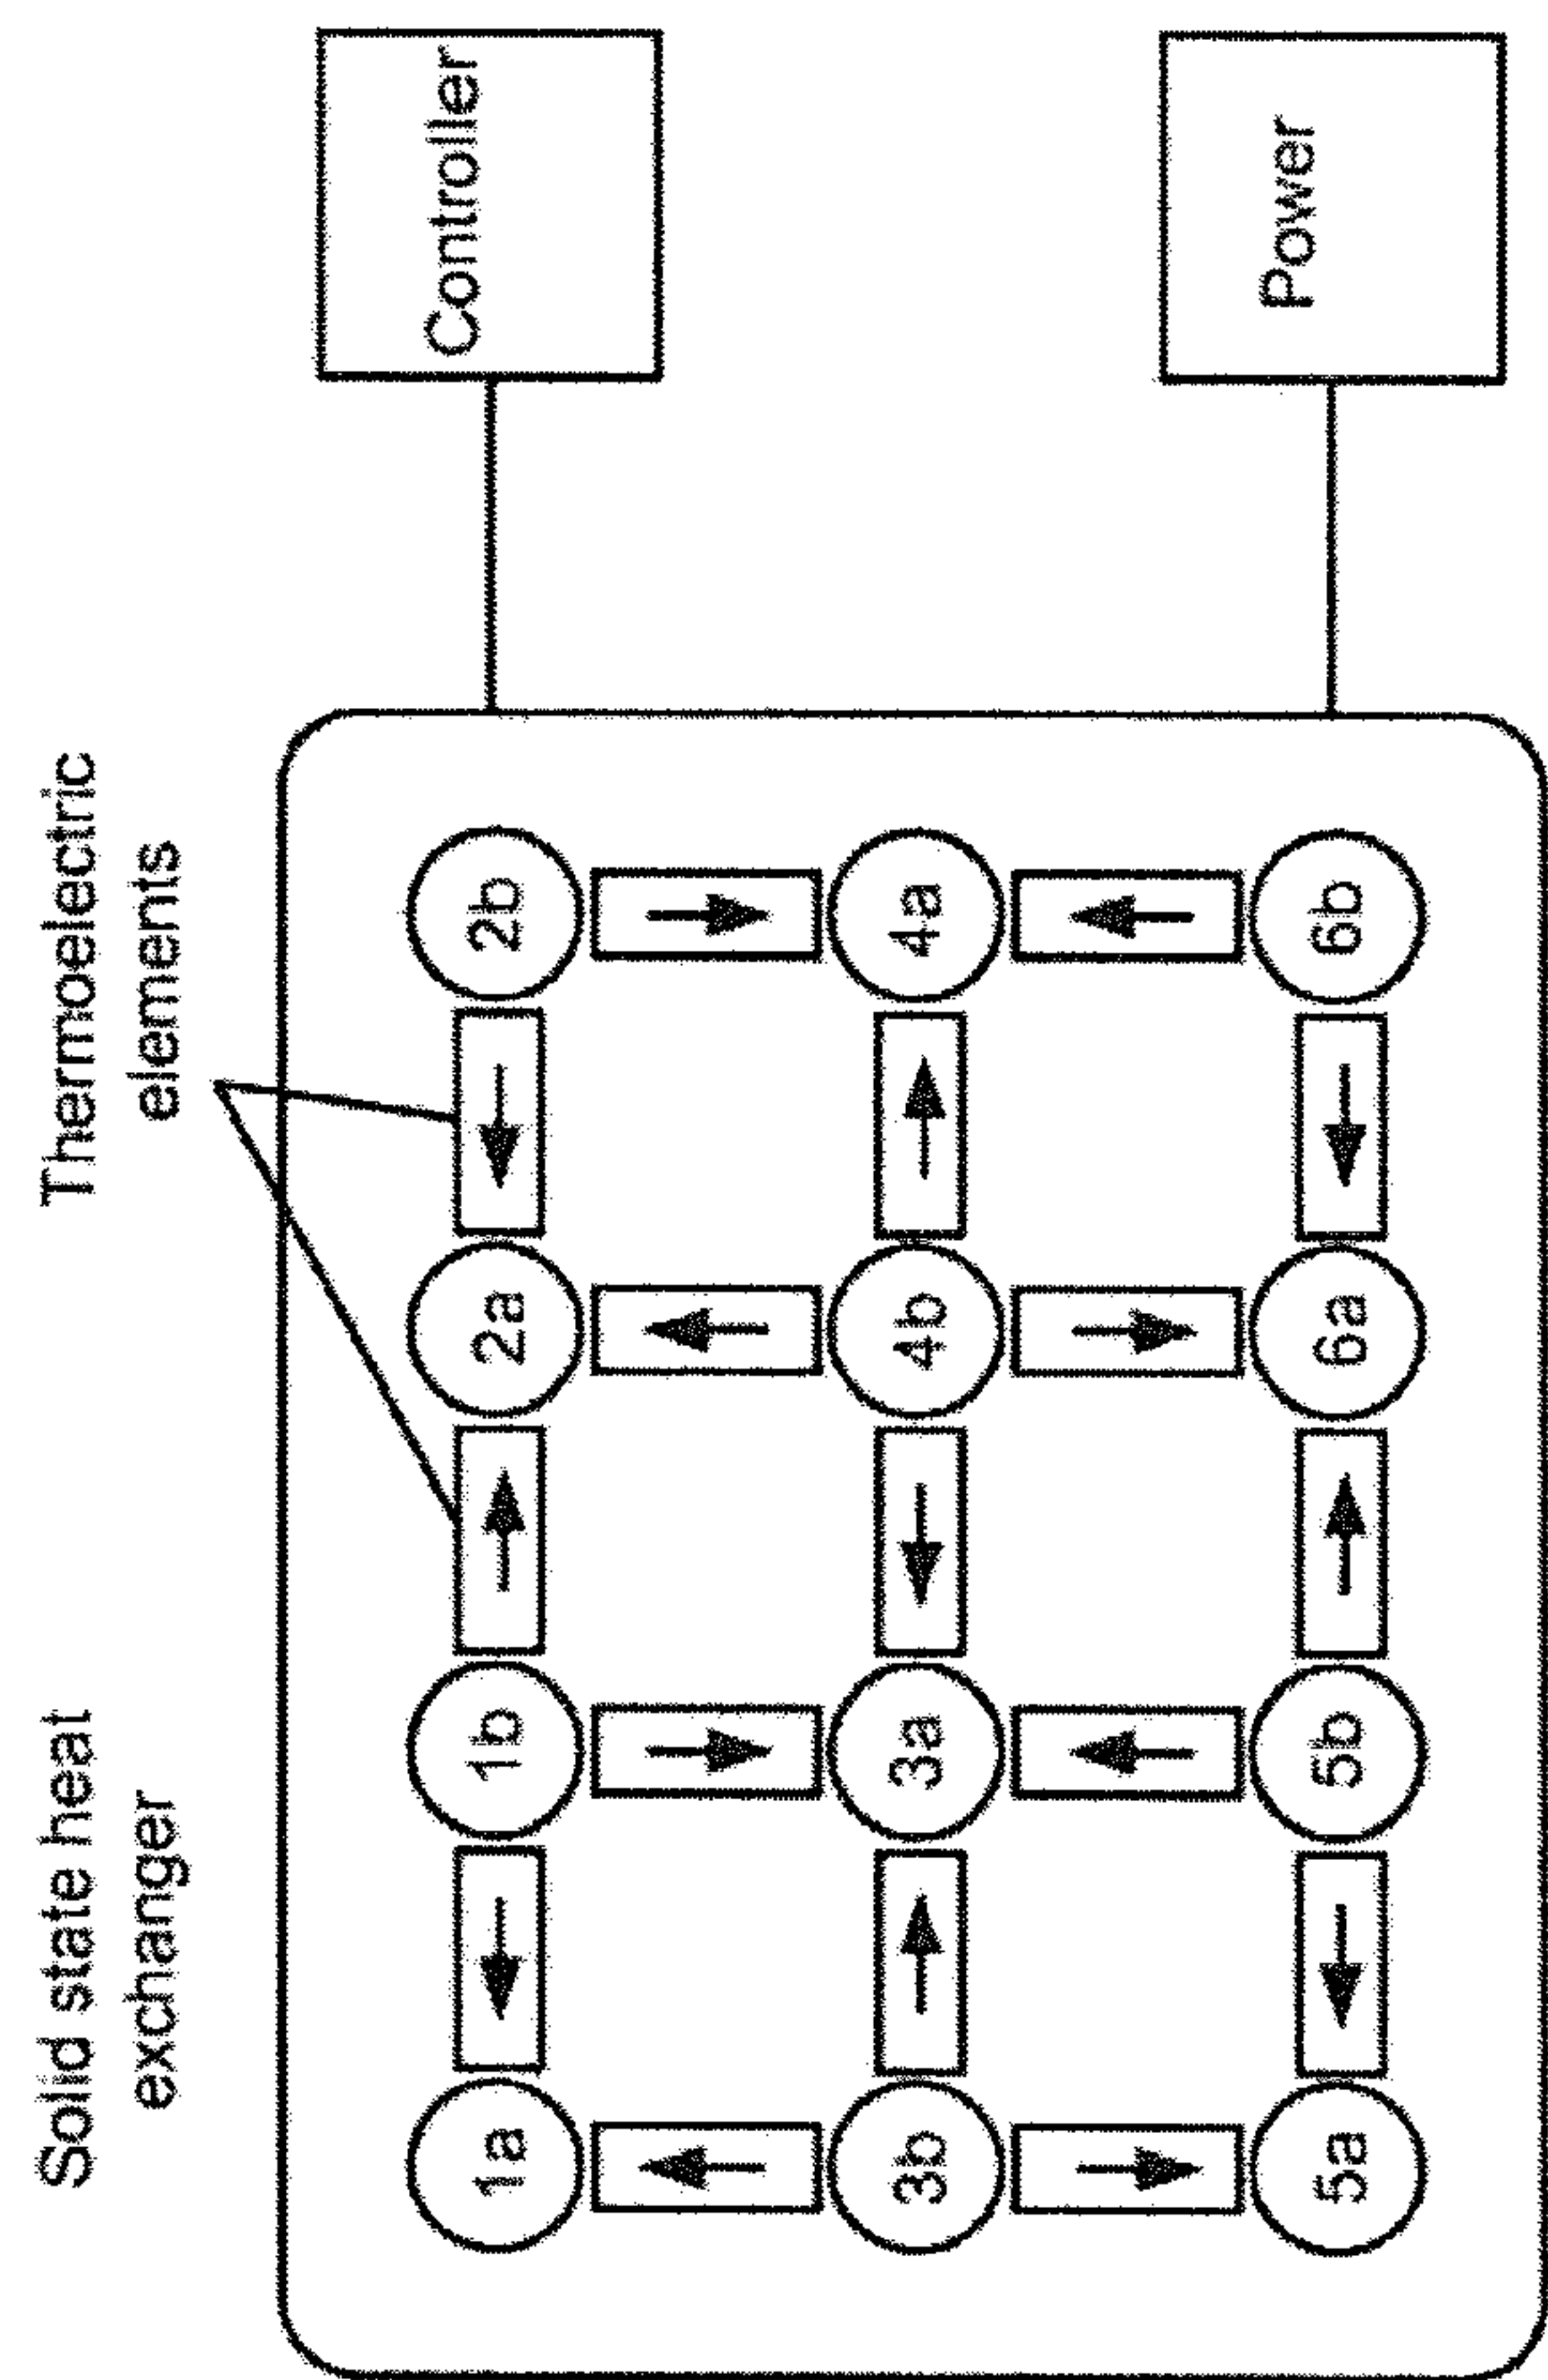 Solid state heat
exchanger
Thermoelectric
elements
1a
1b
2a
2b
Controller
3b
3a
4b
4a
5a
5b
6a
6b
Power